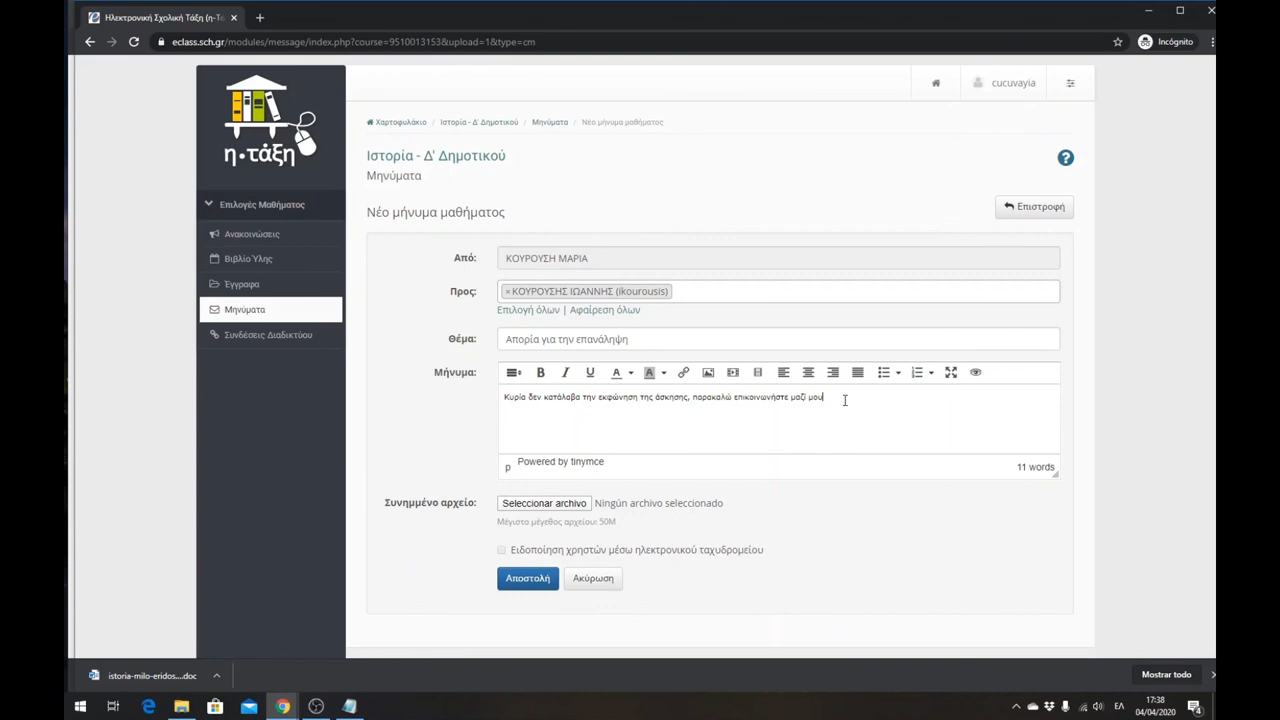 Ηλεκτρονική Σχολική Τάξη (η-Τά
eclass.sch.gr/modules/message/index.php?course=9510013153&upload=1&type=cm
Incógnito
η·τάξη
cucuvayia
Χαρτοφυλάκιο / Ιστορία - Δ' Δημοτικού / Μηνύματα / Νέο μήνυμα μαθήματος
Ιστορία - Δ' Δημοτικού
Μηνύματα
Επιλογές Μαθήματος
Ανακοινώσεις
Βιβλίο Ύλης
Έγγραφα
Μηνύματα
Συνδέσεις Διαδικτύου
Νέο μήνυμα μαθήματος
Επιστροφή
Από: ΚΟΥΡΟΥΣΗ ΜΑΡΙΑ
Προς: × ΚΟΥΡΟΥΣΗΣ ΙΩΑΝΝΗΣ (ikourousis)
Επιλογή όλων | Αφαίρεση όλων
Θέμα: Απορία για την επανάληψη
Μήνυμα:
Κυρία δεν κατάλαβα την εκφώνηση της άσκησης, παρακαλώ επικοινωνήστε μαζί μου
p Powered by tinymce 11 words
Συνημμένο αρχείο: Seleccionar archivo Ningún archivo seleccionado
Μέγιστο μέγεθος αρχείου: 50M
Ειδοποίηση χρηστών μέσω ηλεκτρονικού ταχυδρομείου
Αποστολή Ακύρωση
istoria-milo-eridos....doc
Mostrar todo
ΕΛ
17:38
04/04/2020
4